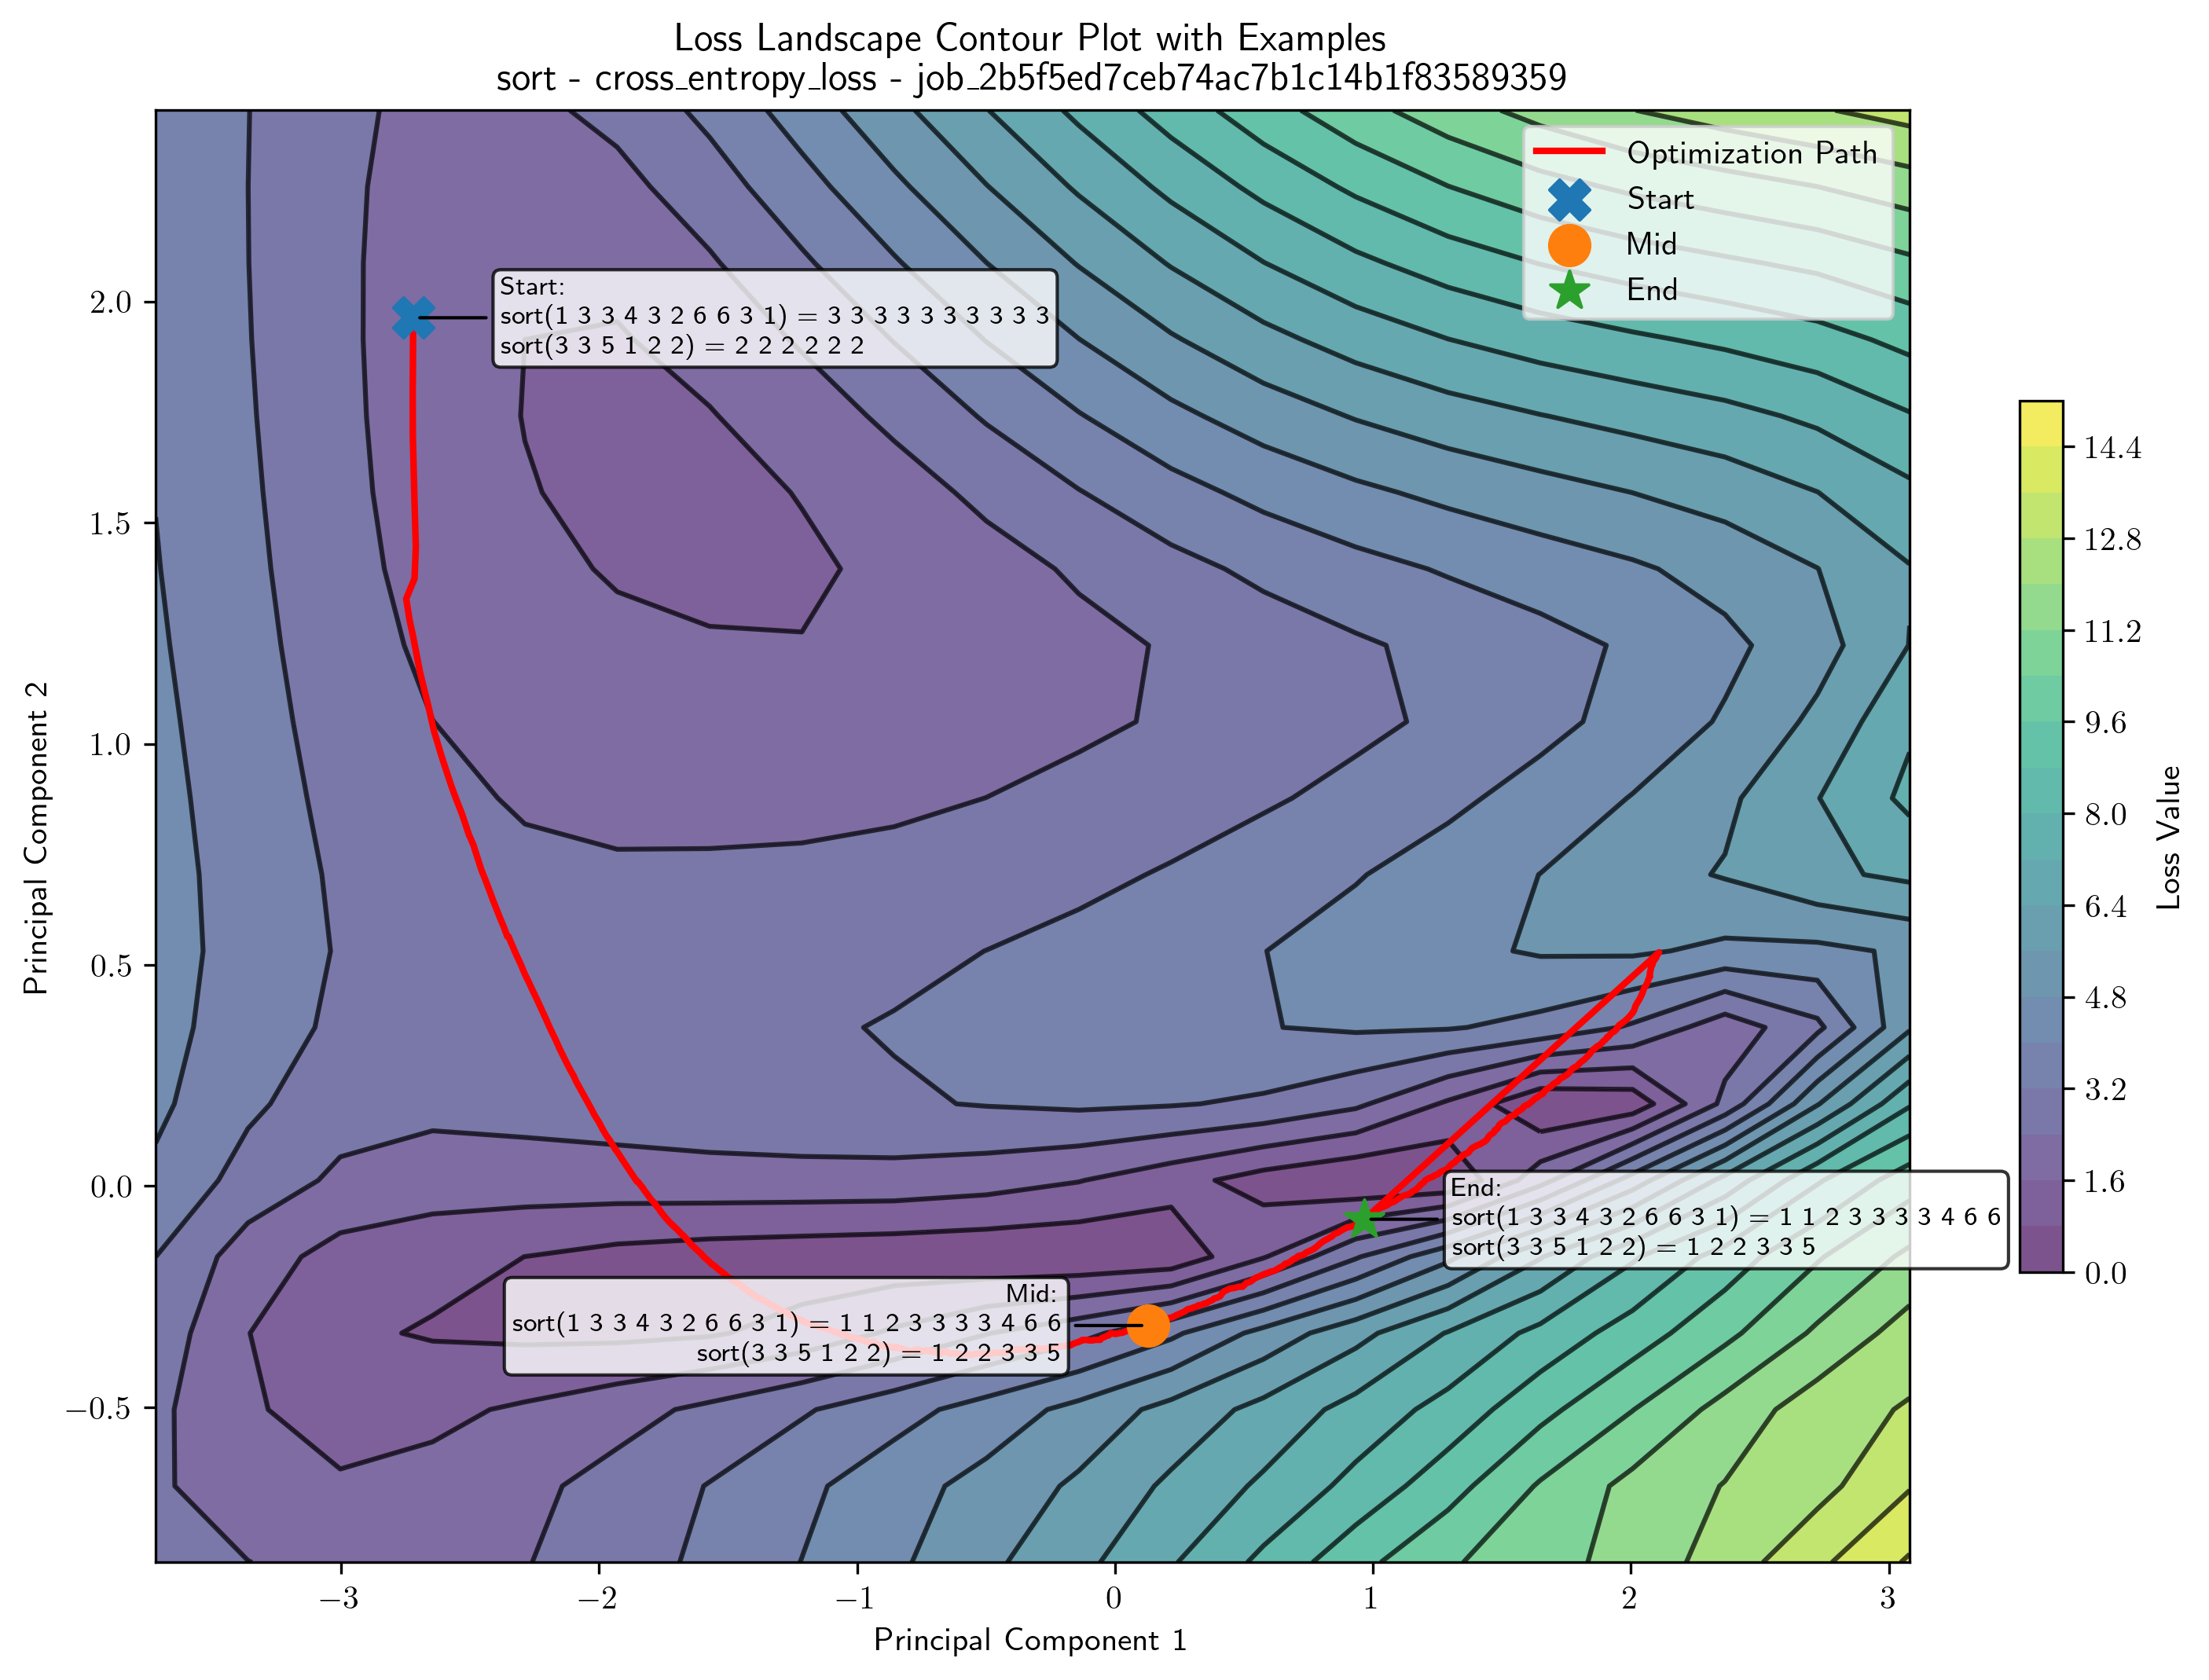 Loss Landscape Contour Plot with Examples
sort - cross_entropy_loss - job_2b5f5ed7ceb74ac7b1c14b1f83589359
Optimization Path
Start
Mid
End
Start:
sort(1 3 3 4 3 2 6 6 3 1) = 3 3 3 3 3 3 3 3 3 3
sort(3 3 5 1 2 2) = 2 2 2 2 2 2
End:
sort(1 3 3 4 3 2 6 6 3 1) = 1 1 2 3 3 3 3 4 6 6
sort(3 3 5 1 2 2) = 1 2 2 3 3 5
Mid:
sort(1 3 3 4 3 2 6 6 3 1) = 1 1 2 3 3 3 3 4 6 6
sort(3 3 5 1 2 2) = 1 2 2 3 3 5
2.0
1.5
1.0
0.5
0.0
−0.5
Principal Component 2
−3
−2
−1
0
1
2
3
Principal Component 1
14.4
12.8
11.2
9.6
8.0
6.4
4.8
3.2
1.6
0.0
Loss Value